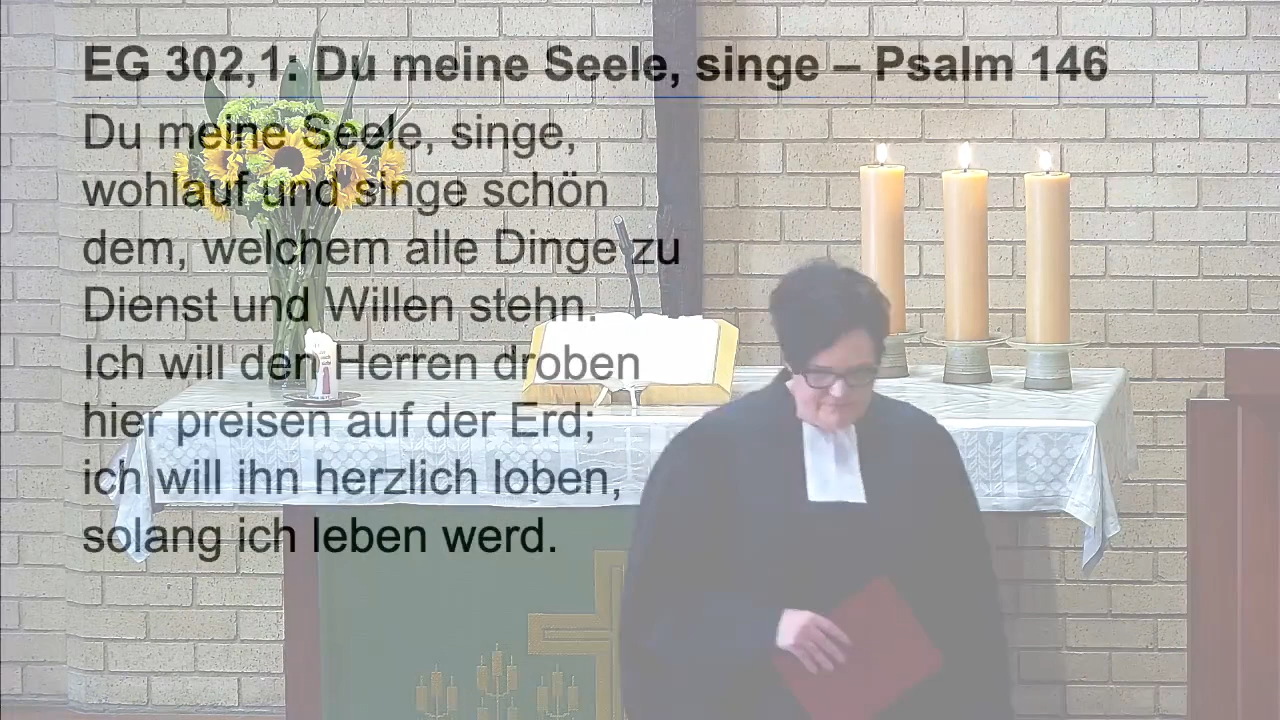 EG 302,1: Du meine Seele, singe – Psalm 146
Du meine Seele, singe,
wohlauf und singe schön
dem, welchem alle Dinge zu
Dienst und Willen stehn.
Ich will den Herren droben
hier preisen auf der Erd;
ich will ihn herzlich loben,
solang ich leben werd.